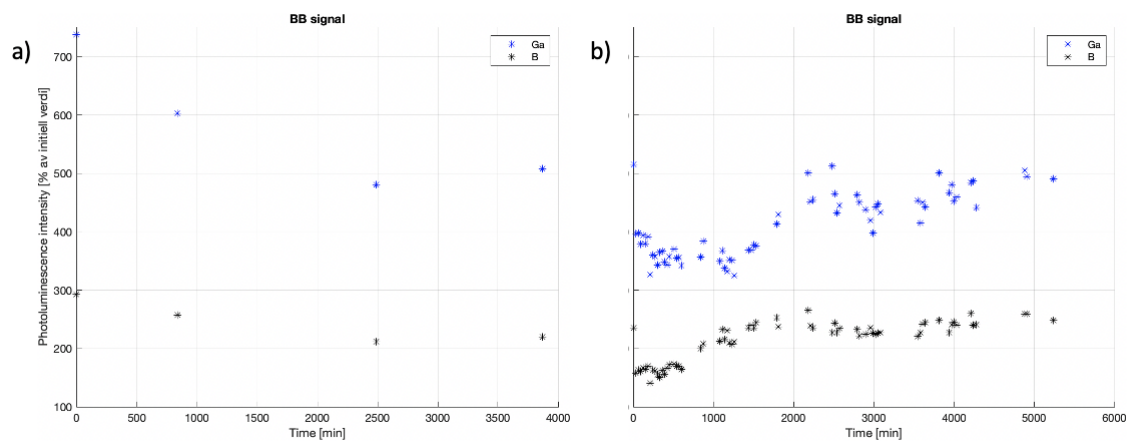 BB signal
a)
Ga
B
Photoluminescence intensity [% av initiell verdi]
700
600
500
400
300
200
100
0
500
1000
1500
2000
2500
3000
3500
4000
Time [min]
BB signal
b)
Ga
B
0
1000
2000
3000
4000
5000
6000
Time [min]